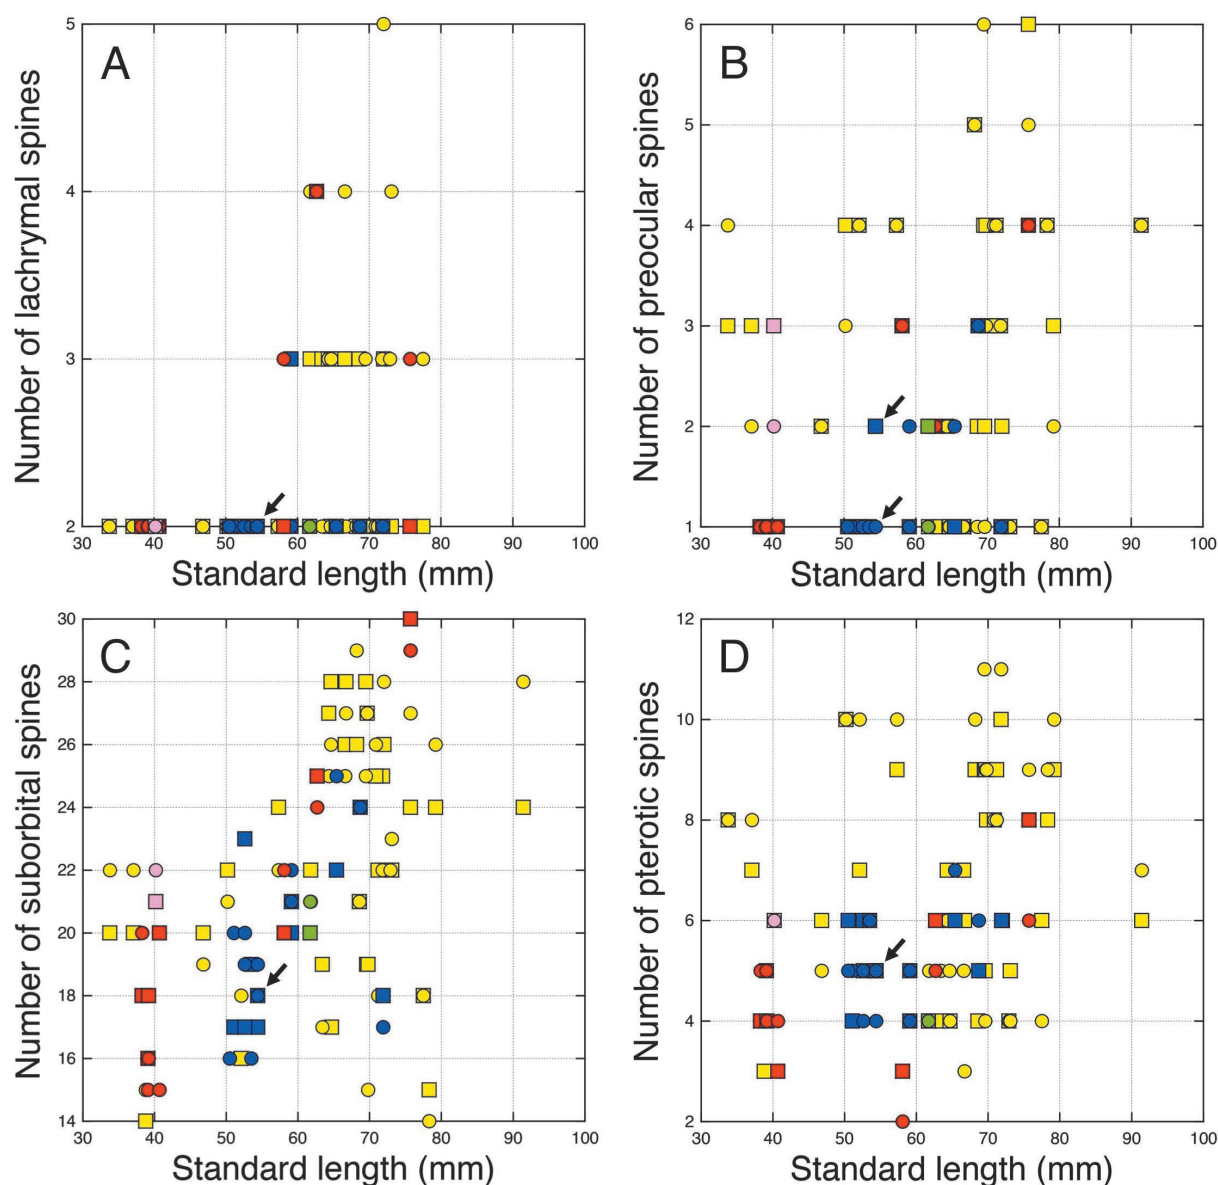 A
Number of lachrymal spines
5
4
3
2
30 40 50 60 70 80 90 100
Standard length (mm)
B
Number of preocular spines
6
5
4
3
2
1
30 40 50 60 70 80 90 100
Standard length (mm)
C
Number of suborbital spines
30
28
26
24
22
20
18
16
14
30 40 50 60 70 80 90 100
Standard length (mm)
D
Number of pterotic spines
12
10
8
6
4
2
30 40 50 60 70 80 90 100
Standard length (mm)